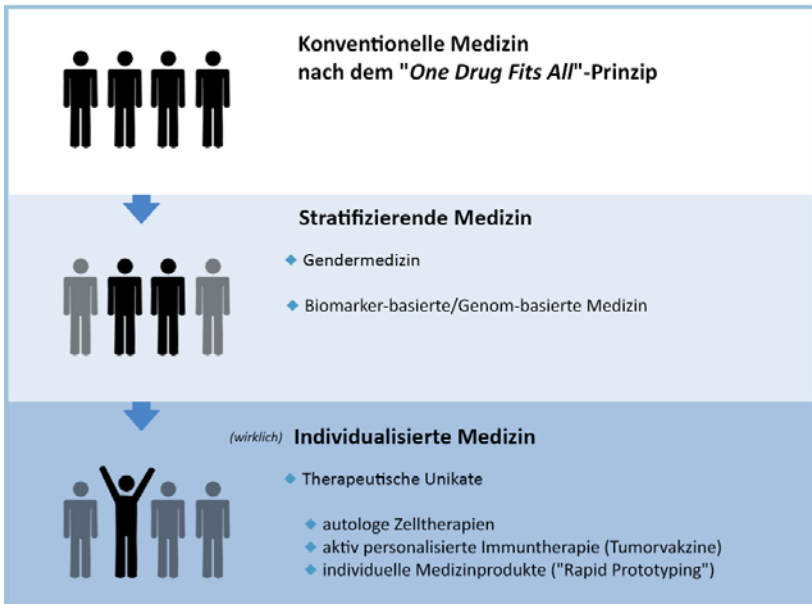 Konventionelle Medizin
nach dem "One Drug Fits All"-Prinzip
Stratifizierende Medizin
Gendermedizin
Biomarker-basierte/Genom-basierte Medizin
(wirklich) Individualisierte Medizin
Therapeutische Unikate
autologe Zelltherapien
aktiv personalisierte Immuntherapie (Tumorvakzine)
individuelle Medizinprodukte ("Rapid Prototyping")